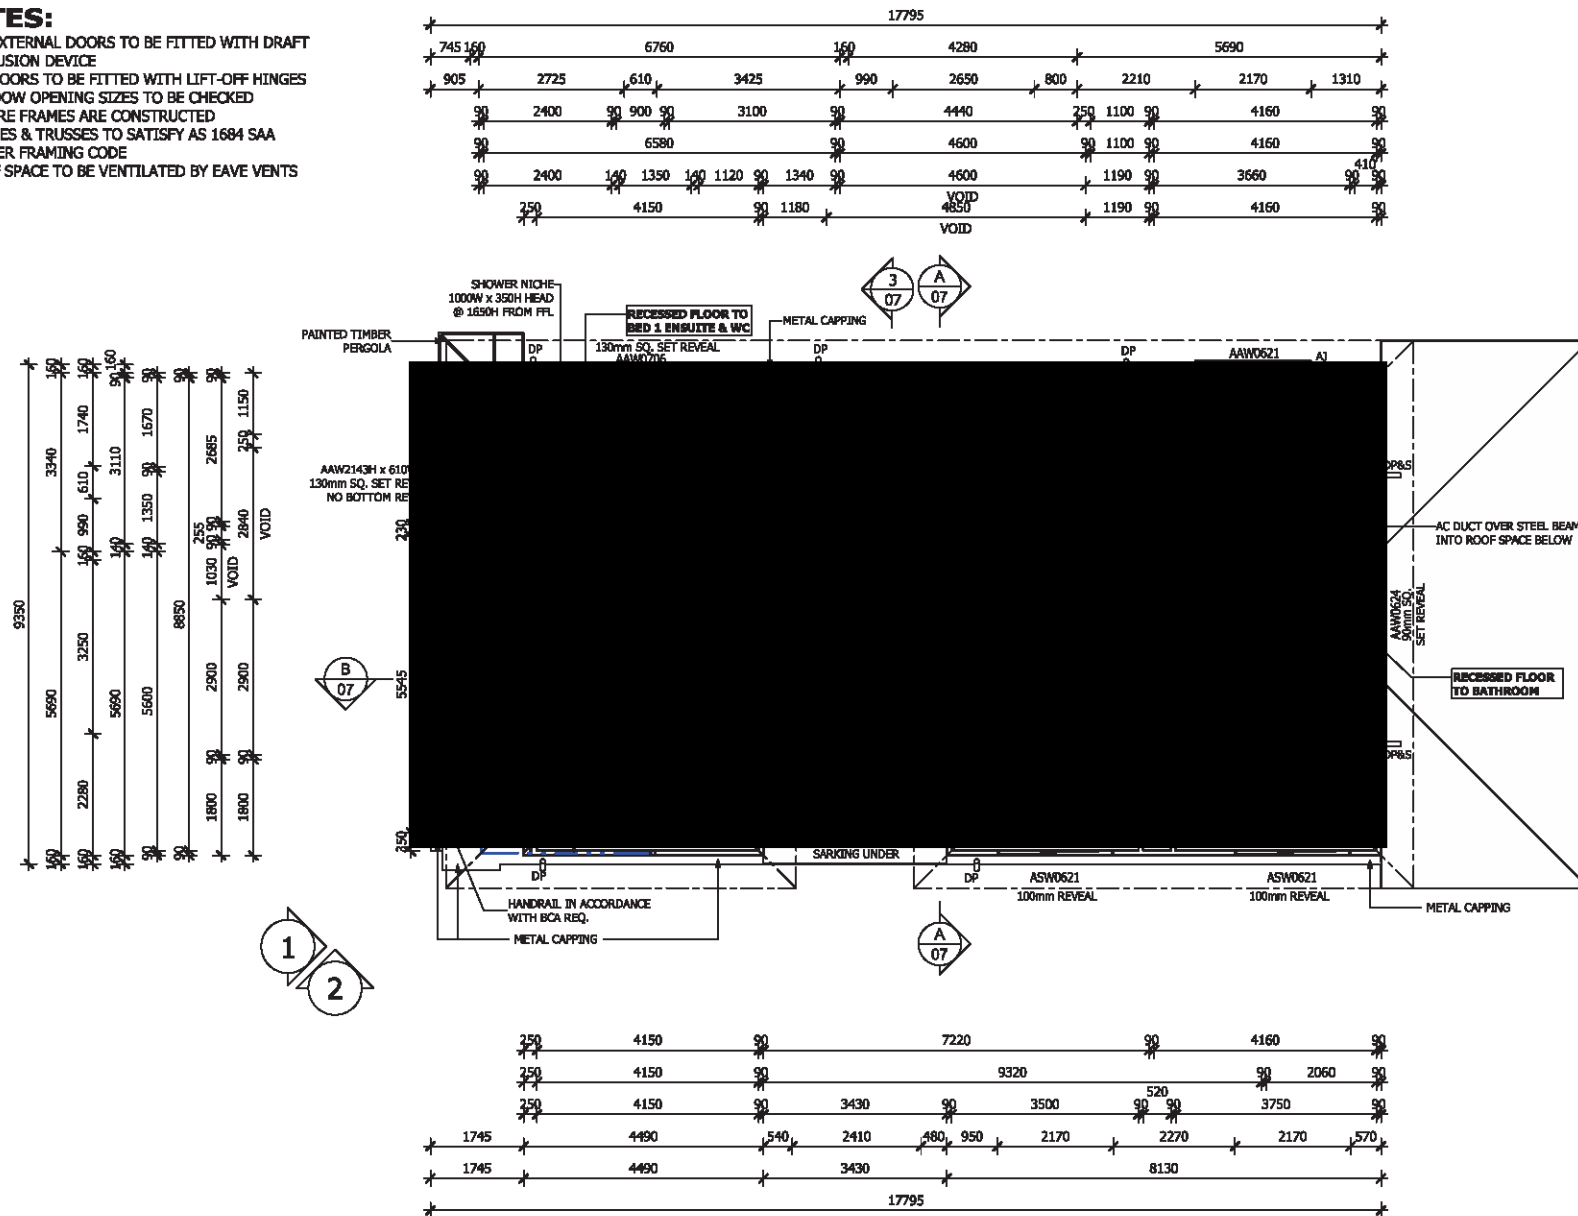 TES:
XTERNAL DOORS TO BE FITTED WITH DRAFT
USION DEVICE
OORS TO BE FITTED WITH LIFT-OFF HINGES
OW OPENING SIZES TO BE CHECKED
RE FRAMES ARE CONSTRUCTED
ES & TRUSSES TO SATISFY AS 1684 SAA
ER FRAMING CODE
F SPACE TO BE VENTILATED BY EAVE VENTS
17795
745 160 6760 160 4280 5690
905 2725 610 3425 990 2650 800 2210 2170 1310
90 2400 90 900 90 3100 90 4440 250 1100 90 4160 90
90 6580 90 4600 90 1100 90 4160 90
410
90 2400 140 1350 140 1120 90 1340 90 4600 1190 90 3660 90 90
VOID
250 4150 90 1180 4850 1190 90 4160 90
VOID
3
07
A
07
SHOWER NICHE
1000W x 350H HEAD
@ 1650H FROM FFL
RECESSED FLOOR TO
BED 1 ENSUITE & WC
METAL CAPPING
PAINTED TIMBER
PERGOLA
DP
130mm SQ. SET REVEAL
AAW0706
DP
DP
AAW0621
AJ
AAW2143H x 610
130mm SQ. SET RE
NO BOTTOM RE
230
5545
350
DP&S
AC DUCT OVER STEEL BEAM
INTO ROOF SPACE BELOW
AAW0624
90mm SQ.
SET REVEAL
RECESSED FLOOR
TO BATHROOM
DP&S
9350
160 3340 5690 160
160 1740 610 990 160 3250 2280 160
160 90 3110 140 5690 160
90 1670 90 1350 140 5600 90
90 8850 90
90 2685 90 255 90 1030 2900 90 1800
VOID
1150 250 2840 2900 90 1800
VOID
B
07
SARKING UNDER
DP
DP
ASW0621
100mm REVEAL
ASW0621
100mm REVEAL
HANDRAIL IN ACCORDANCE
WITH BCA REQ.
METAL CAPPING
METAL CAPPING
A
07
1
2
250 4150 90 7220 90 4160 90
250 4150 90 9320 90 2060 90
520
250 4150 90 3430 90 3500 90 90 3750 90
1745 4490 540 2410 480 950 2170 2270 2170 570
1745 4490 3430 8130
17795